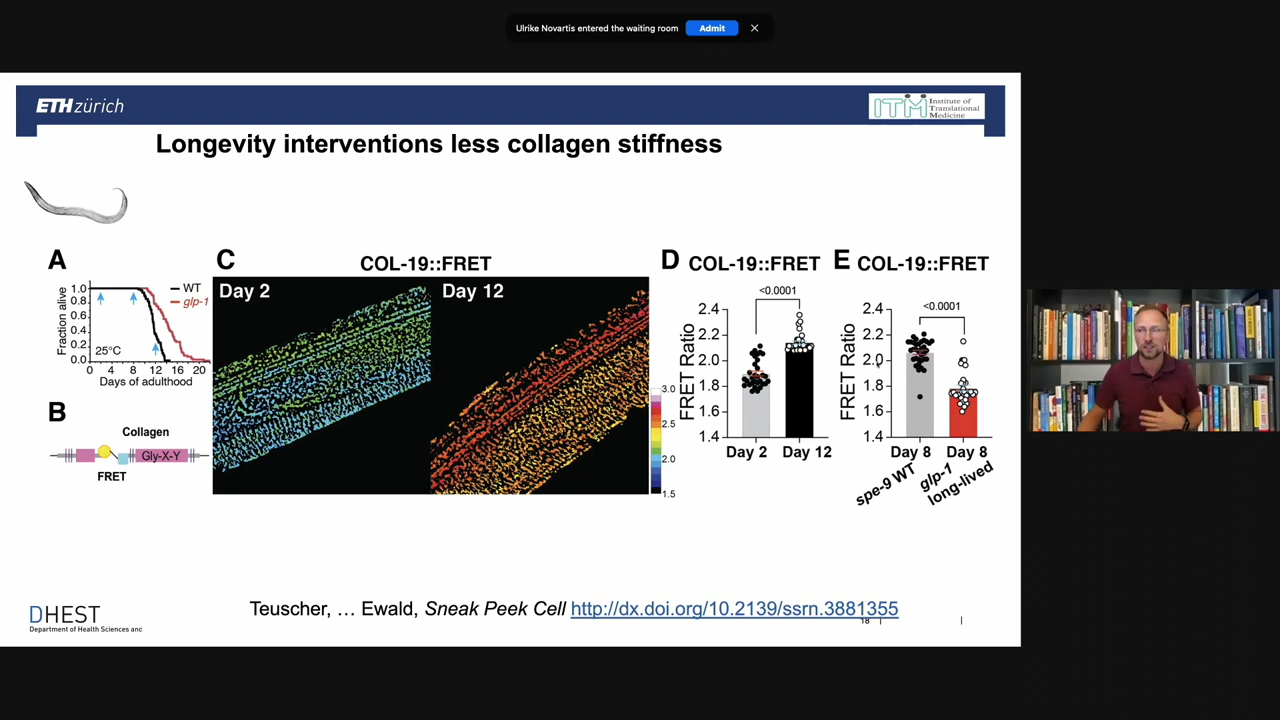 Ulrike Novartis entered the waiting room Admit
ETH zürich
ITM Institute of
Translational
Medicine
Longevity interventions less collagen stiffness
A
Fraction alive
1.0
0.8
0.6
0.4
0.2
0.0
WT
glp-1
25°C
0 4 8 12 16 20
Days of adulthood
B
Collagen
Gly-X-Y
FRET
C
COL-19::FRET
Day 2
Day 12
3.0
2.5
2.0
1.5
D
COL-19::FRET
<0.0001
FRET Ratio
2.4
2.2
2.0
1.8
1.6
1.4
Day 2 Day 12
E
COL-19::FRET
<0.0001
FRET Ratio
2.4
2.2
2.0
1.8
1.6
1.4
Day 8 Day 8
spe-9 WT
glp-1
long-lived
DHEST
Department of Health Sciences and
Teuscher, … Ewald, Sneak Peek Cell http://dx.doi.org/10.2139/ssrn.3881355
18